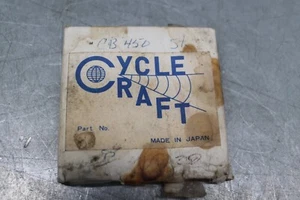 CB 450
CYCLE
CRAFT
Part No.
MADE IN JAPAN